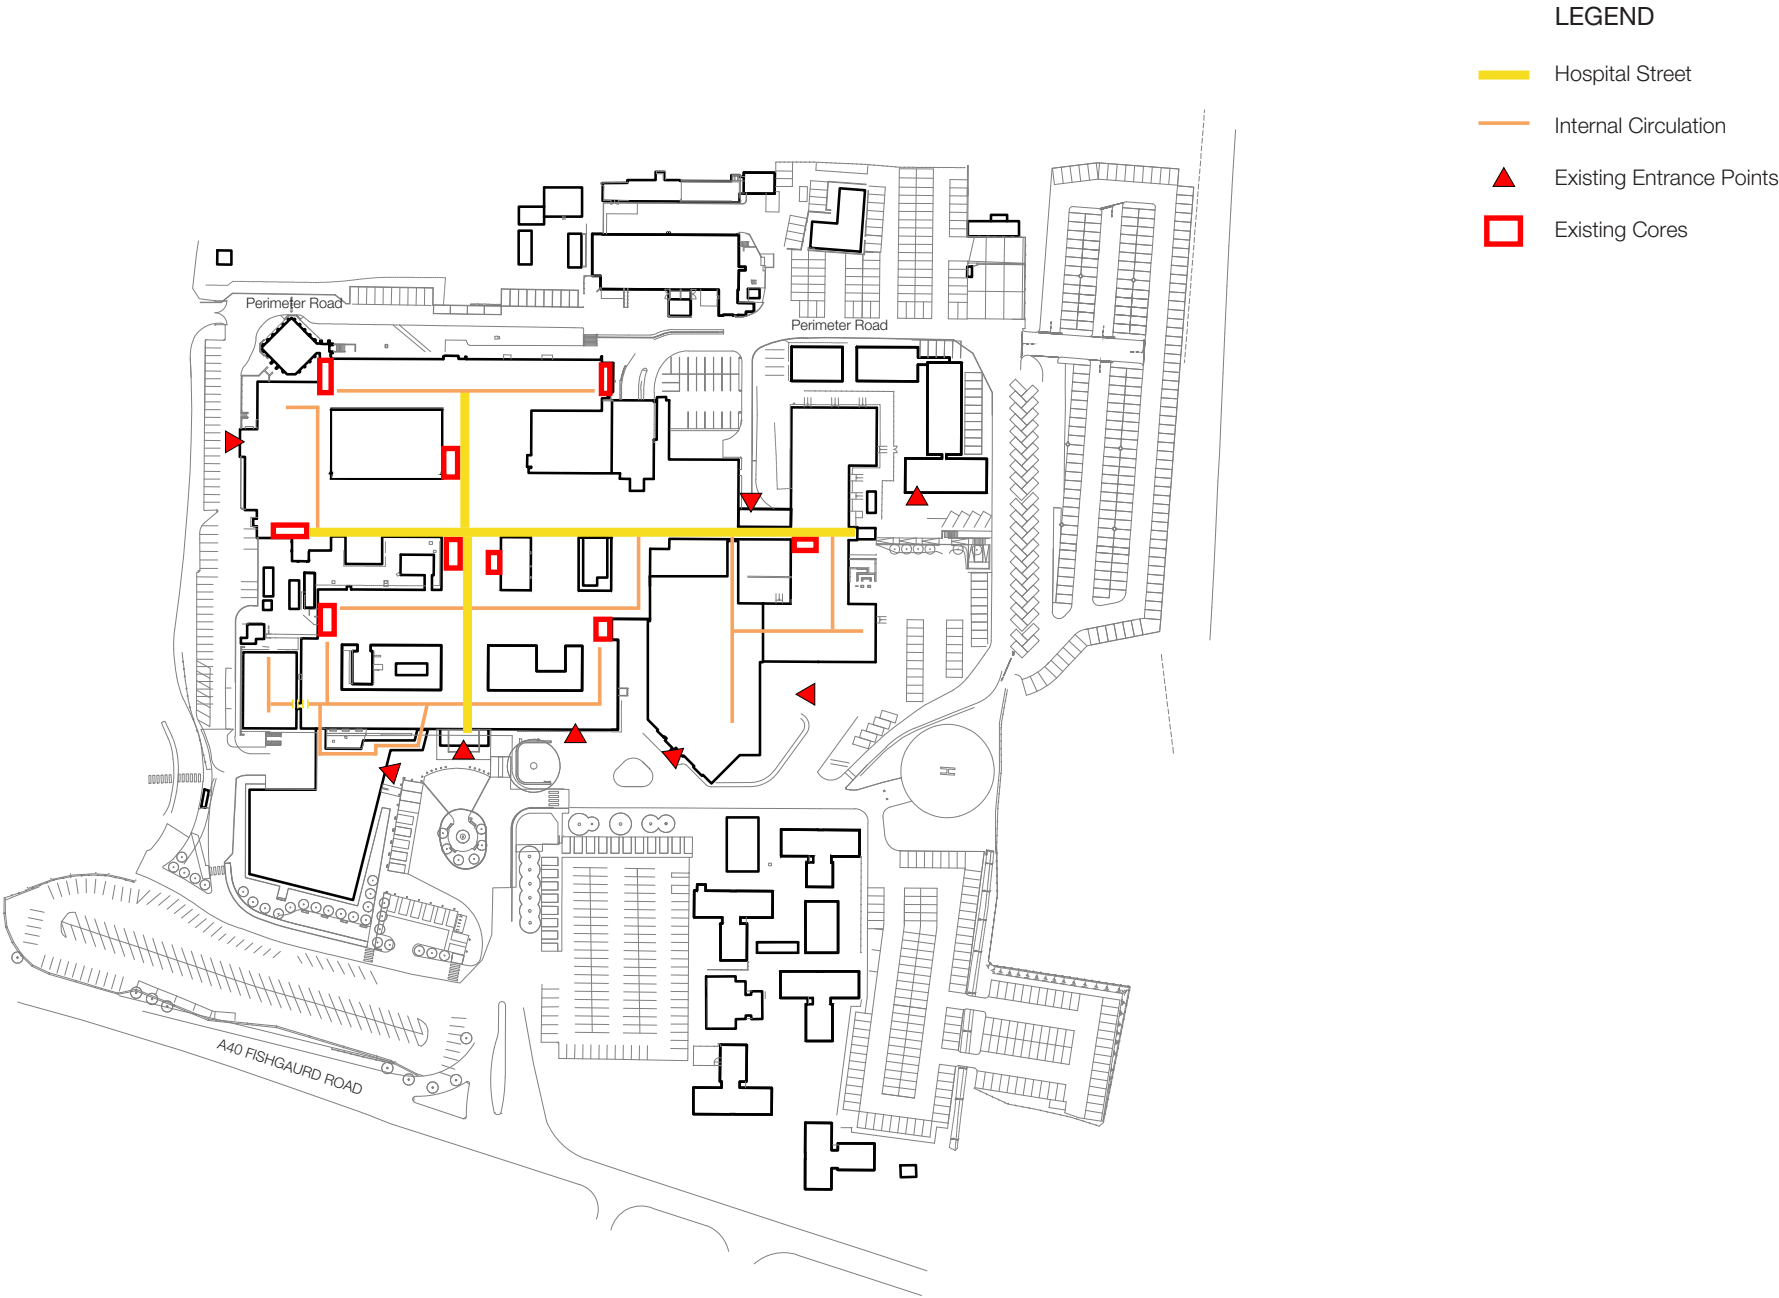 LEGEND
Hospital Street
Internal Circulation
Existing Entrance Points
Existing Cores
Perimeter Road
Perimeter Road
H
A40 FISHGAURD ROAD